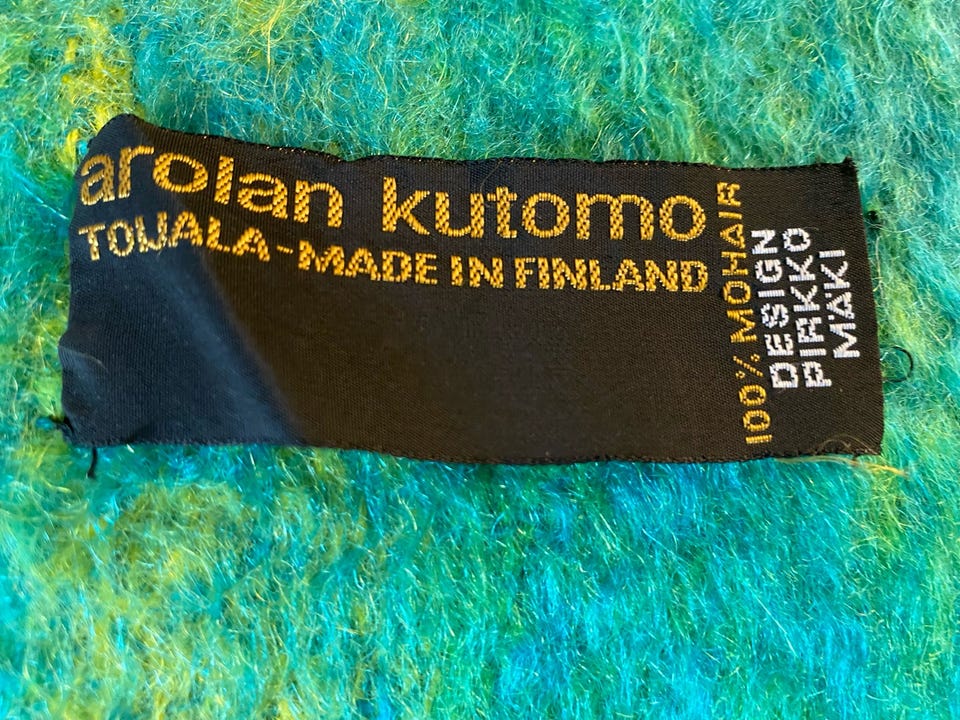 arolan kutomo
TOIJALA-MADE IN FINLAND
100% MOHAIR
DESIGN
PIRKKO
MÄKI